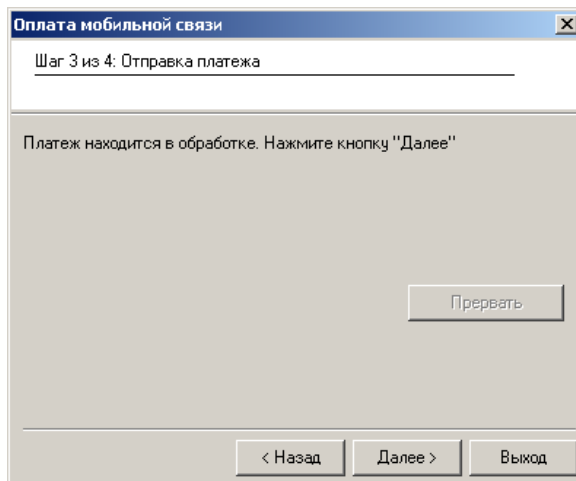 Оплата мобильной связи
Шаг 3 из 4: Отправка платежа
Платеж находится в обработке. Нажмите кнопку "Далее"
Прервать
< Назад Далее > Выход